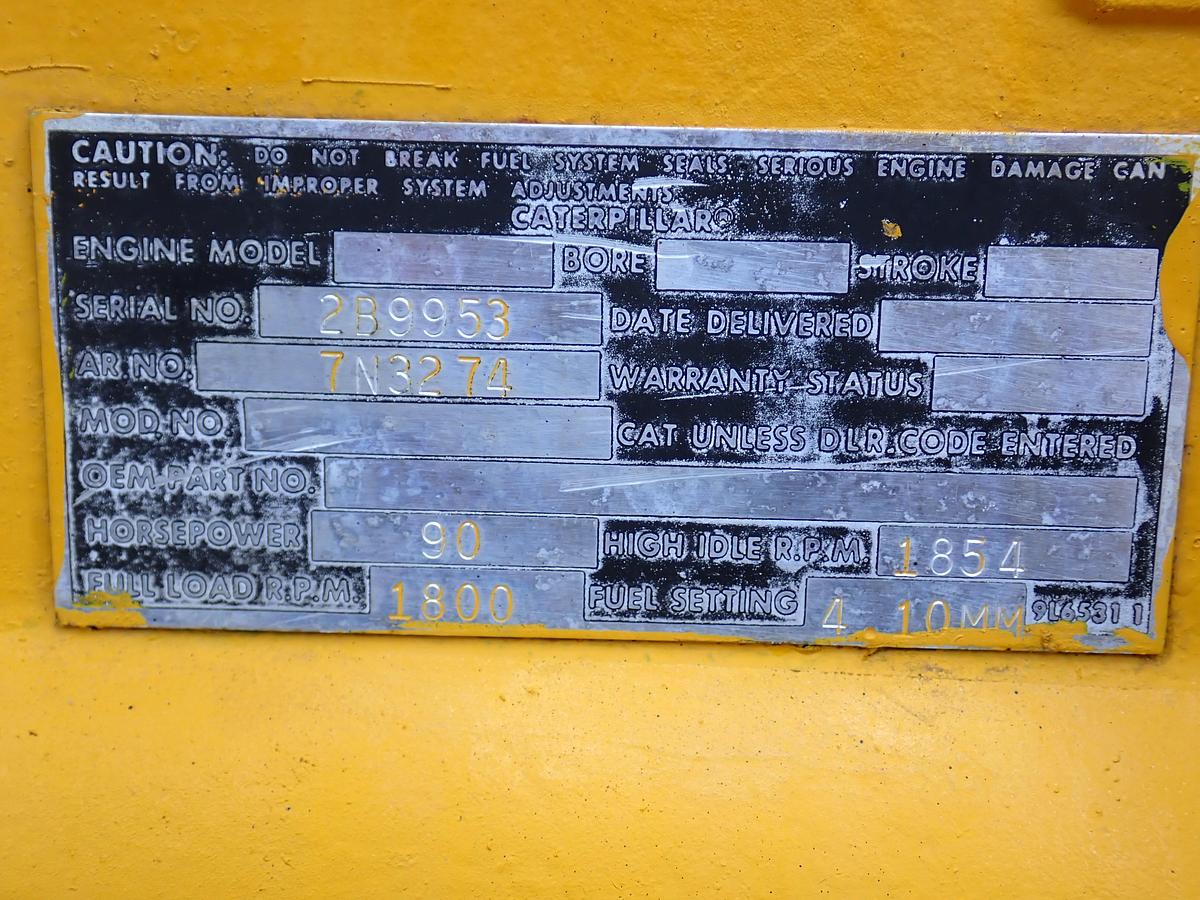 CAUTION: DO NOT BREAK FUEL SYSTEM SEALS SERIOUS ENGINE DAMAGE CAN
RESULT FROM IMPROPER SYSTEM ADJUSTMENTS
CATERPILLAR®
ENGINE MODEL BORE STROKE
SERIAL NO. 2B9953 DATE DELIVERED
AR NO. 7N3274 WARRANTY STATUS
MOD.NO. CAT UNLESS DLR.CODE ENTERED
OEM PART NO.
HORSEPOWER 90 HIGH IDLE R.P.M. 1854
FULL LOAD R.P.M. 1800 FUEL SETTING 4 10MM 9L6531 1